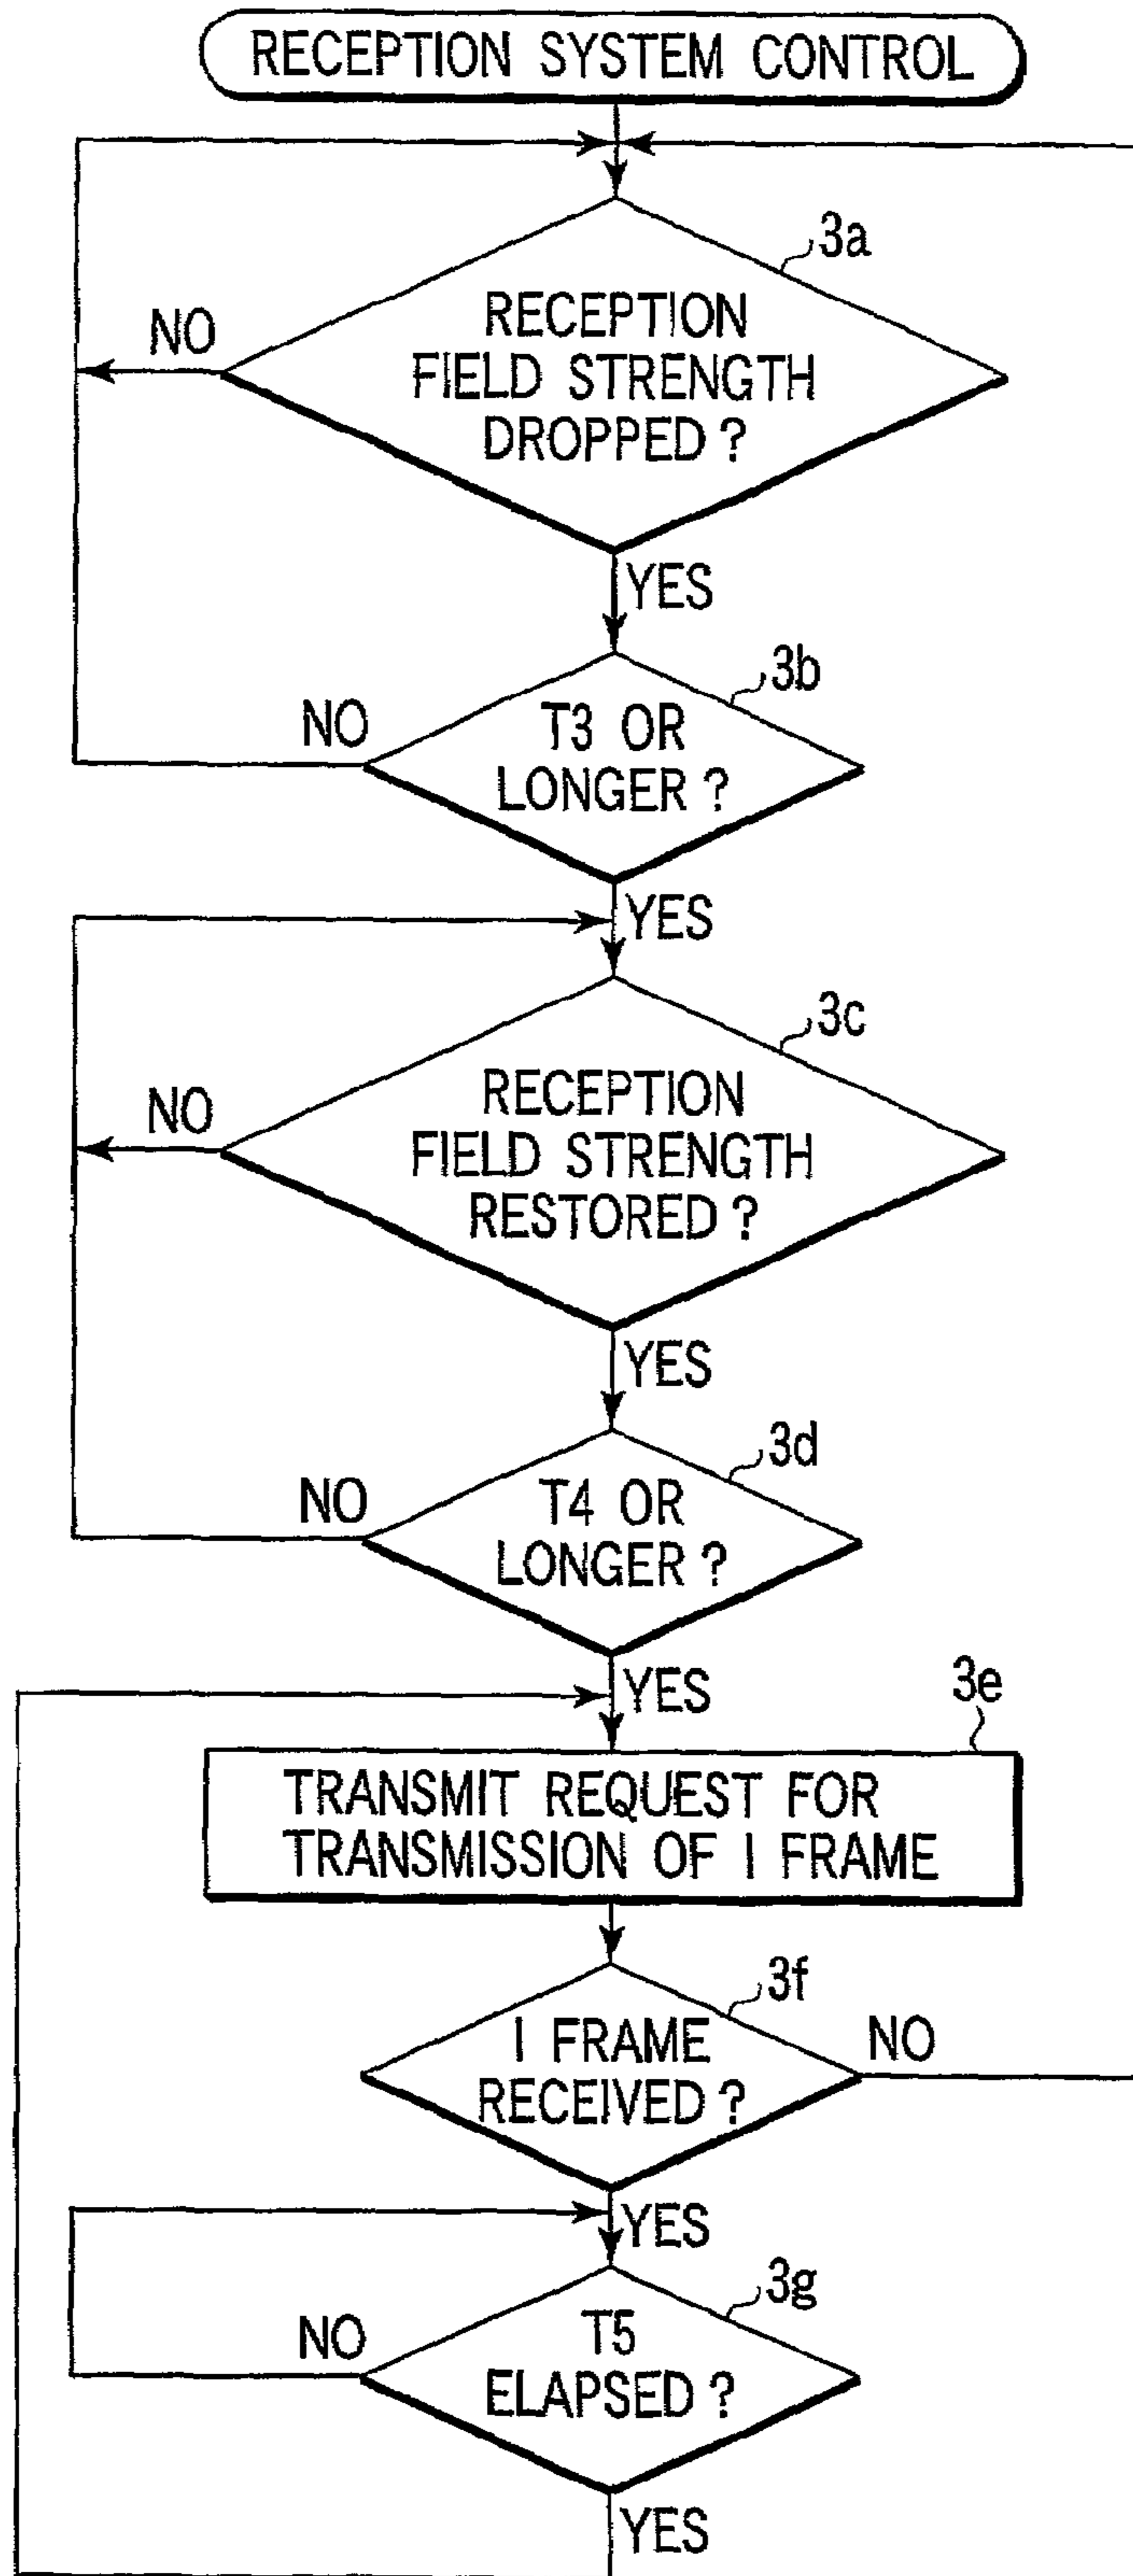 RECEPTION SYSTEM CONTROL
3a
RECEPTION
FIELD STRENGTH
DROPPED ?
NO
YES
3b
T3 OR
LONGER ?
NO
YES
3c
RECEPTION
FIELD STRENGTH
RESTORED ?
NO
YES
3d
T4 OR
LONGER ?
NO
YES
3e
TRANSMIT REQUEST FOR
TRANSMISSION OF I FRAME
3f
I FRAME
RECEIVED ?
NO
YES
3g
T5
ELAPSED ?
NO
YES